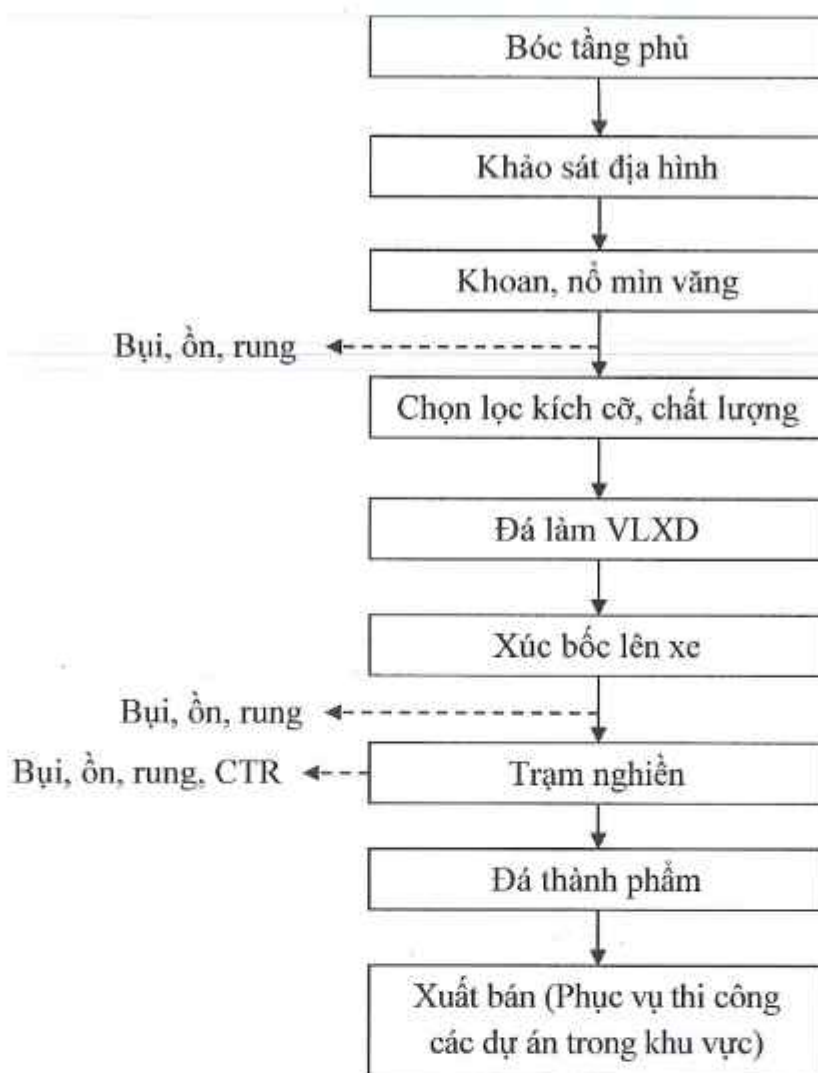 Bóc tầng phủ
Khảo sát địa hình
Khoan, nổ mìn văng
Bụi, ồn, rung
Chọn lọc kích cỡ, chất lượng
Đá làm VLXD
Xúc bốc lên xe
Bụi, ồn, rung
Bụi, ồn, rung, CTR
Trạm nghiền
Đá thành phẩm
Xuất bán (Phục vụ thi công
các dự án trong khu vực)